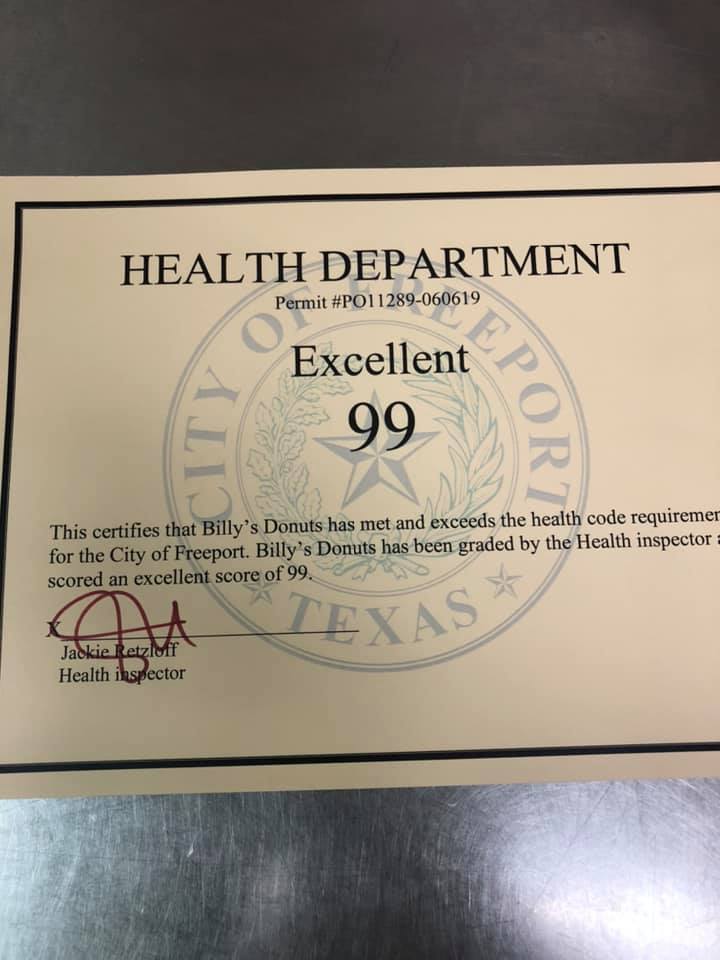 HEALTH DEPARTMENT
Permit #PO11289-060619
Excellent
99
CITY OF FREEPORT
This certifies that Billy's Donuts has met and exceeds the health code
for the City of Freeport. Billy's Donuts has been graded by the Health inspector
scored an excellent score of 99.
TEXAS
X
Jackie Retzloff
Health inspector